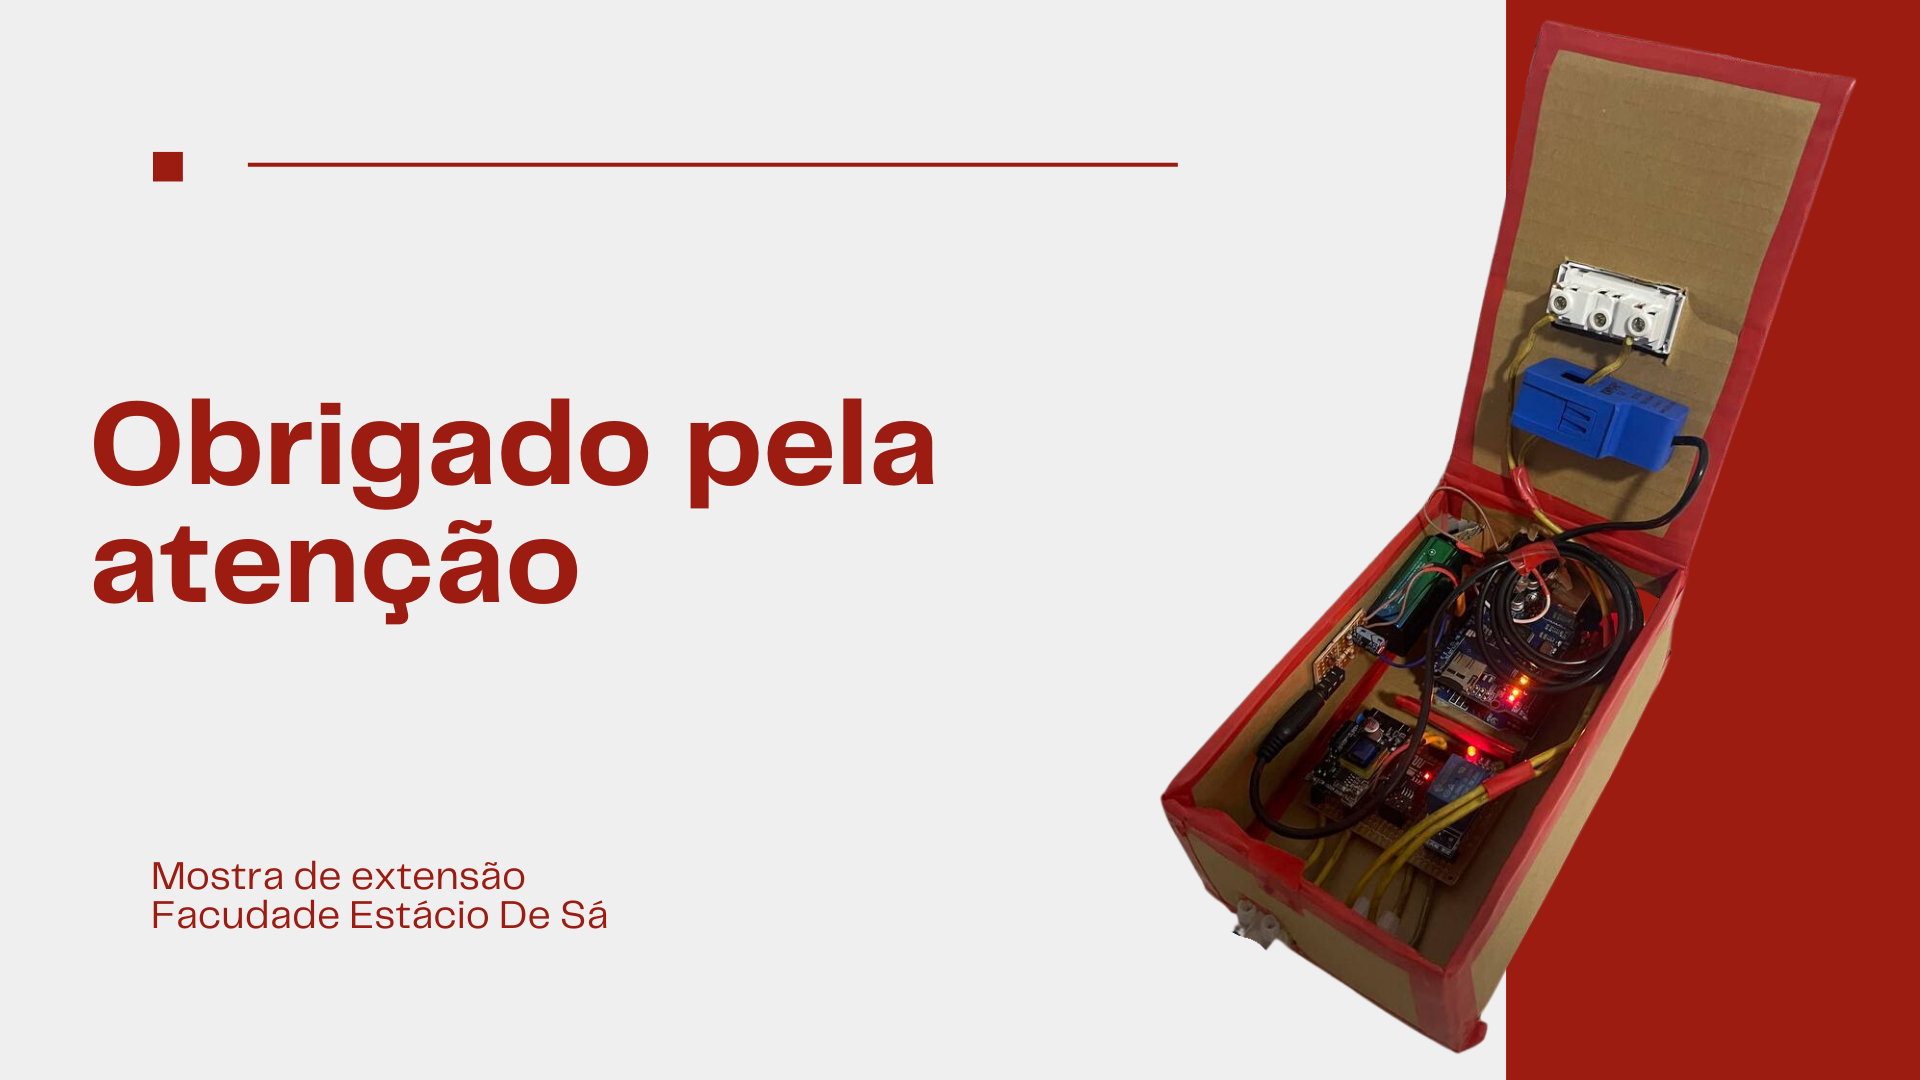 Obrigado pela
atenção
Mostra de extensão
Facudade Estácio De Sá